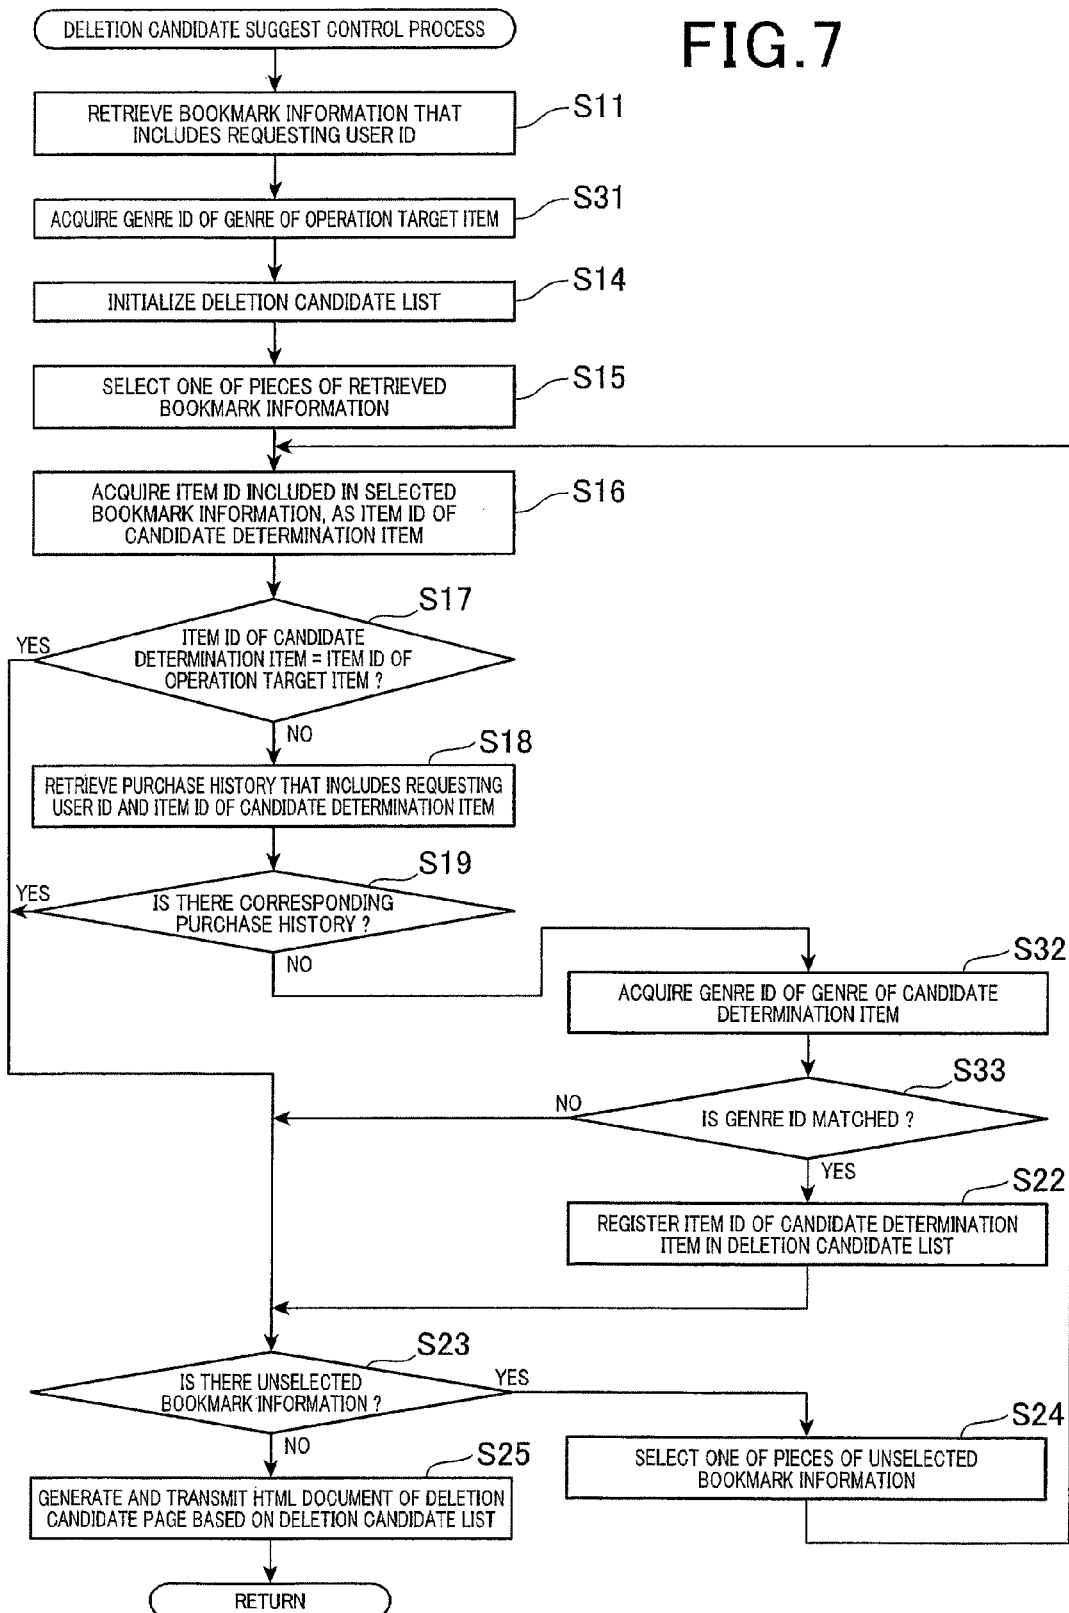 DELETION CANDIDATE SUGGEST CONTROL PROCESS
FIG.7
RETRIEVE BOOKMARK INFORMATION THAT
INCLUDES REQUESTING USER ID
S11
ACQUIRE GENRE ID OF GENRE OF OPERATION TARGET ITEM
S31
INITIALIZE DELETION CANDIDATE LIST
S14
SELECT ONE OF PIECES OF RETRIEVED
BOOKMARK INFORMATION
S15
ACQUIRE ITEM ID INCLUDED IN SELECTED
BOOKMARK INFORMATION, AS ITEM ID OF
CANDIDATE DETERMINATION ITEM
S16
S17
YES
ITEM ID OF CANDIDATE
DETERMINATION ITEM = ITEM ID OF
OPERATION TARGET ITEM ?
NO
S18
RETRIEVE PURCHASE HISTORY THAT INCLUDES REQUESTING
USER ID AND ITEM ID OF CANDIDATE DETERMINATION ITEM
S19
YES
IS THERE CORRESPONDING
PURCHASE HISTORY ?
NO
S32
ACQUIRE GENRE ID OF GENRE OF CANDIDATE
DETERMINATION ITEM
S33
NO
IS GENRE ID MATCHED ?
YES
S22
REGISTER ITEM ID OF CANDIDATE DETERMINATION
ITEM IN DELETION CANDIDATE LIST
S23
IS THERE UNSELECTED
BOOKMARK INFORMATION ?
YES
NO
S24
SELECT ONE OF PIECES OF UNSELECTED
BOOKMARK INFORMATION
S25
GENERATE AND TRANSMIT HTML DOCUMENT OF DELETION
CANDIDATE PAGE BASED ON DELETION CANDIDATE LIST
RETURN